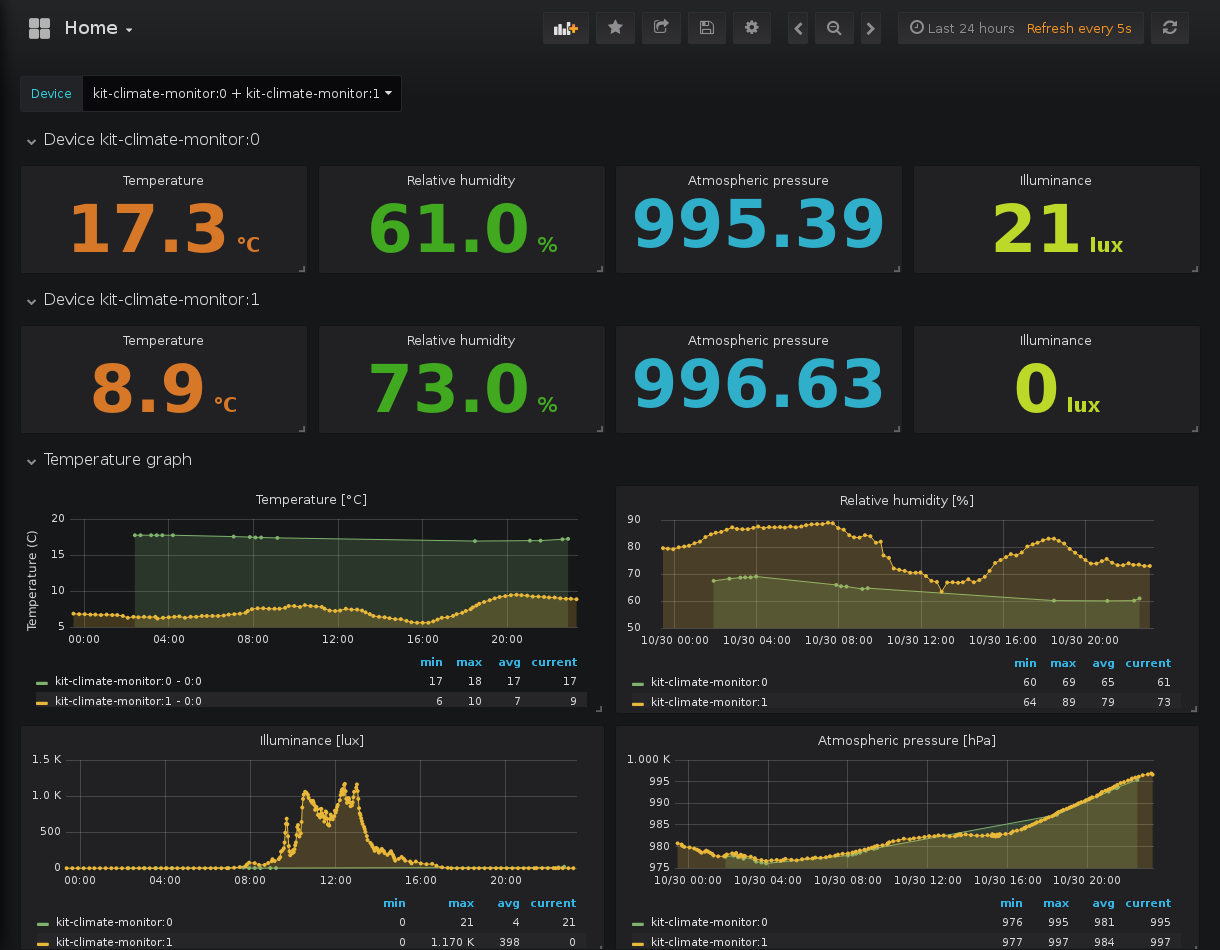 Home
Last 24 hours Refresh every 5s
Device kit-climate-monitor:0 + kit-climate-monitor:1
Device kit-climate-monitor:0
Temperature Relative humidity Atmospheric pressure Illuminance
17.3 °C 61.0 % 995.39 21 lux
Device kit-climate-monitor:1
Temperature Relative humidity Atmospheric pressure Illuminance
8.9 °C 73.0 % 996.63 0 lux
Temperature graph
Temperature [°C]
Temperature (C)
20
15
10
5
00:00 04:00 08:00 12:00 16:00 20:00
min max avg current
kit-climate-monitor:0 - 0:0 17 18 17 17
kit-climate-monitor:1 - 0:0 6 10 7 9
Relative humidity [%]
90
80
70
60
50
10/30 00:00 10/30 04:00 10/30 08:00 10/30 12:00 10/30 16:00 10/30 20:00
min max avg current
kit-climate-monitor:0 60 69 65 61
kit-climate-monitor:1 64 89 79 73
Illuminance [lux]
1.5 K
1.0 K
500
0
00:00 04:00 08:00 12:00 16:00 20:00
min max avg current
kit-climate-monitor:0 0 21 4 21
kit-climate-monitor:1 0 1.170 K 398 0
Atmospheric pressure [hPa]
1.000 K
995
990
985
980
975
10/30 00:00 10/30 04:00 10/30 08:00 10/30 12:00 10/30 16:00 10/30 20:00
min max avg current
kit-climate-monitor:0 976 995 981 995
kit-climate-monitor:1 977 997 984 997